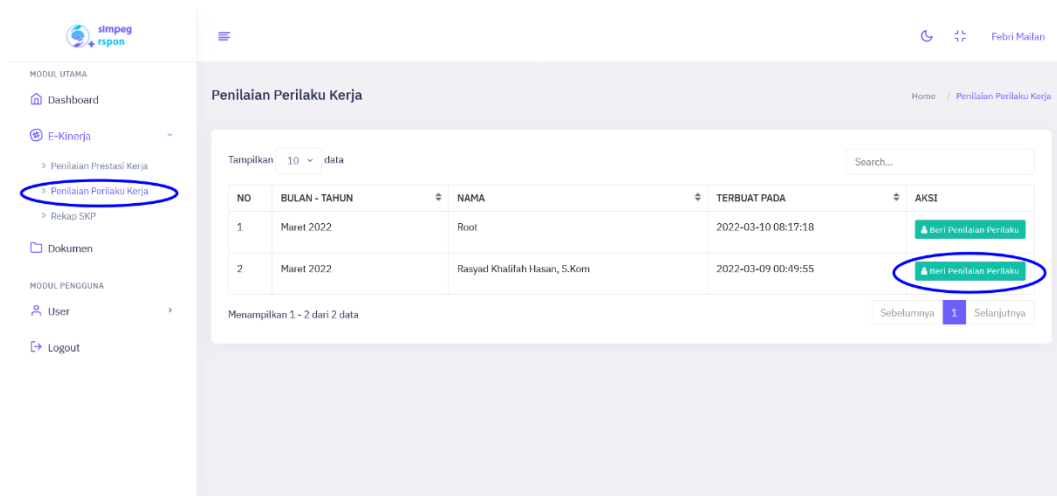 simpeg
rspon
Febri Mailan
MODUL UTAMA
Dashboard
E-Kinerja
Penilaian Prestasi Kerja
Penilaian Perilaku Kerja
Rekap SKP
Dokumen
MODUL PENGGUNA
User
Logout
Penilaian Perilaku Kerja
Home / Penilaian Perilaku Kerja
Tampilkan 10 data
Search...
NO BULAN - TAHUN NAMA TERBUAT PADA AKSI
1 Maret 2022 Root 2022-03-10 08:17:18 Beri Penilaian Perilaku
2 Maret 2022 Rasyad Khalifah Hasan, S.Kom 2022-03-09 00:49:55 Beri Penilaian Perilaku
Menampilkan 1 - 2 dari 2 data
Sebelumnya 1 Selanjutnya